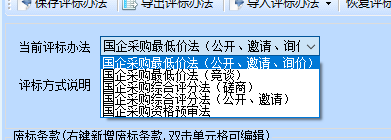 保存评标办法 导出评标办法 导入评标办法 恢复评标
当前评标办法 国企采购最低价法（公开、邀请、询价）
国企采购最低价法（公开、邀请、询价）
评标方式说明 国企采购最低价法（竞谈）
国企采购综合评分法（磋商）
国企采购综合评分法（公开、邀请）
国企采购资格预审法
废标条款(右键新增废标条款,双击单元格可编辑)